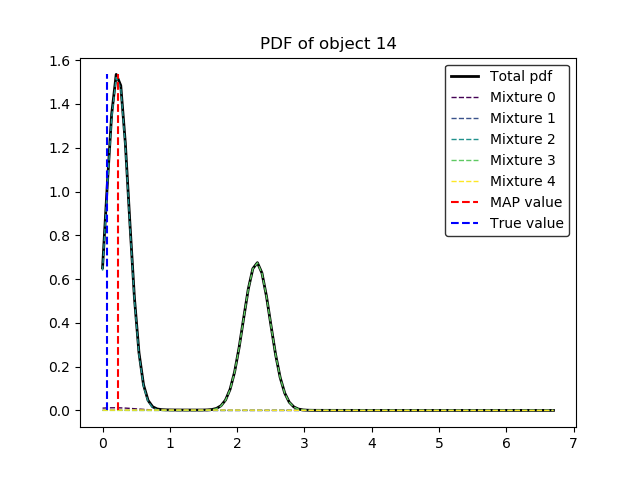 PDF of object 14
1.6
1.4
1.2
1.0
0.8
0.6
0.4
0.2
0.0
0 1 2 3 4 5 6 7
Total pdf
Mixture 0
Mixture 1
Mixture 2
Mixture 3
Mixture 4
MAP value
True value